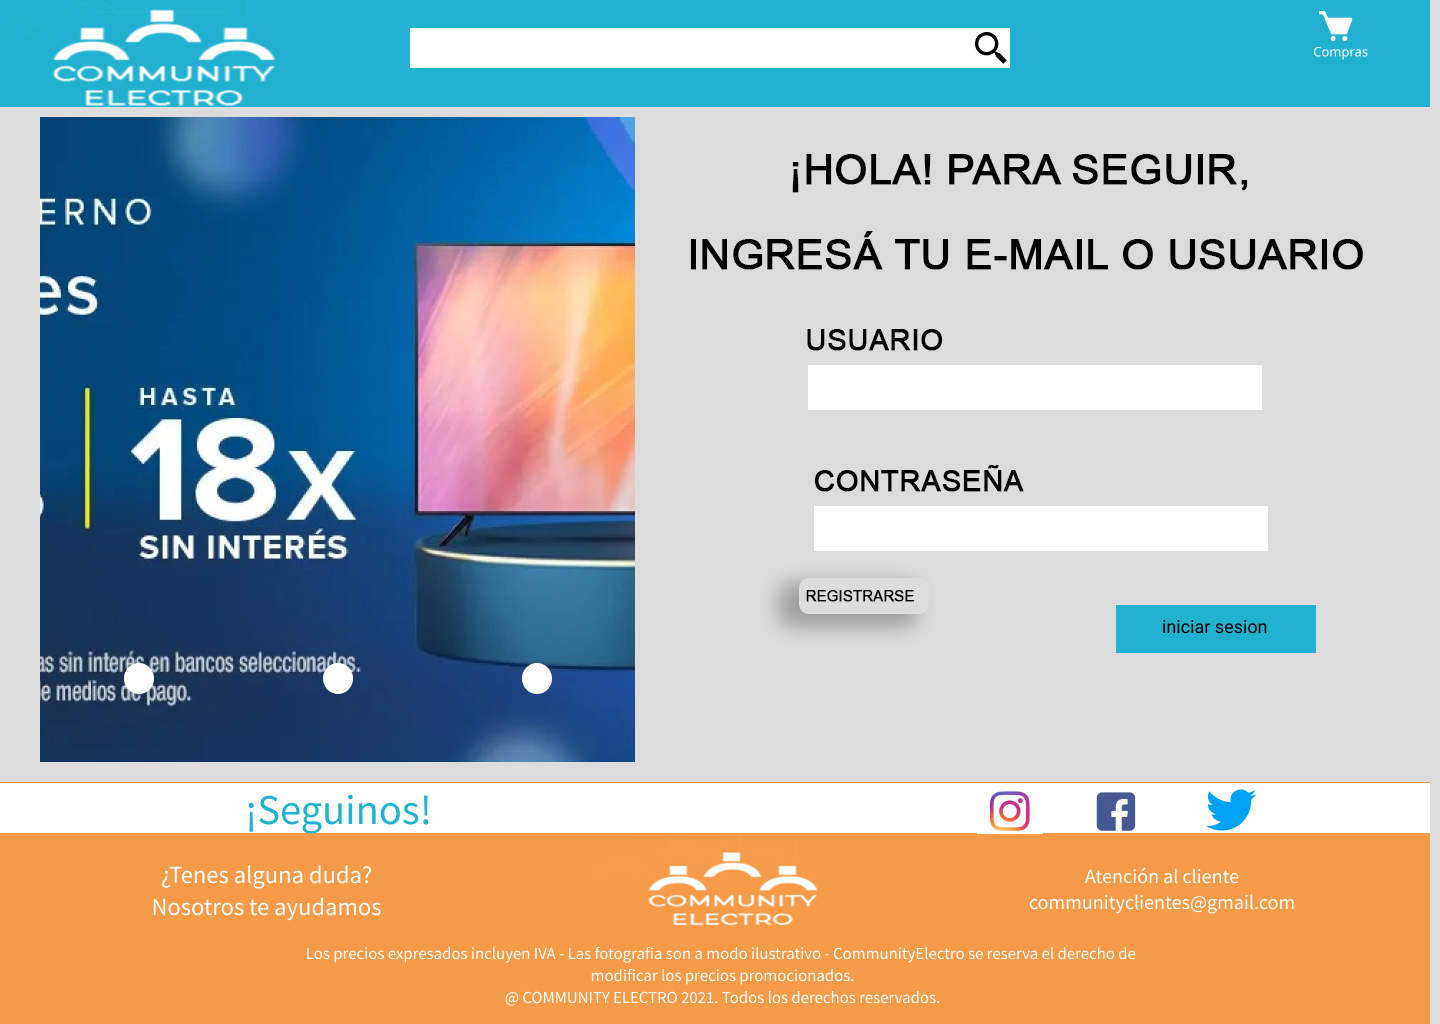 COMMUNITY
ELECTRO
Compras
ERNO
es
HASTA
18x
SIN INTERÉS
as sin interés en bancos seleccionados.
e medios de pago.
¡HOLA! PARA SEGUIR,
INGRESÁ TU E-MAIL O USUARIO
USUARIO
CONTRASEÑA
REGISTRARSE
iniciar sesion
¡Seguinos!
¿Tenes alguna duda?
Nosotros te ayudamos
COMMUNITY
ELECTRO
Atención al cliente
communityclientes@gmail.com
Los precios expresados incluyen IVA - Las fotografia son a modo ilustrativo - CommunityElectro se reserva el derecho de
modificar los precios promocionados.
@ COMMUNITY ELECTRO 2021. Todos los derechos reservados.